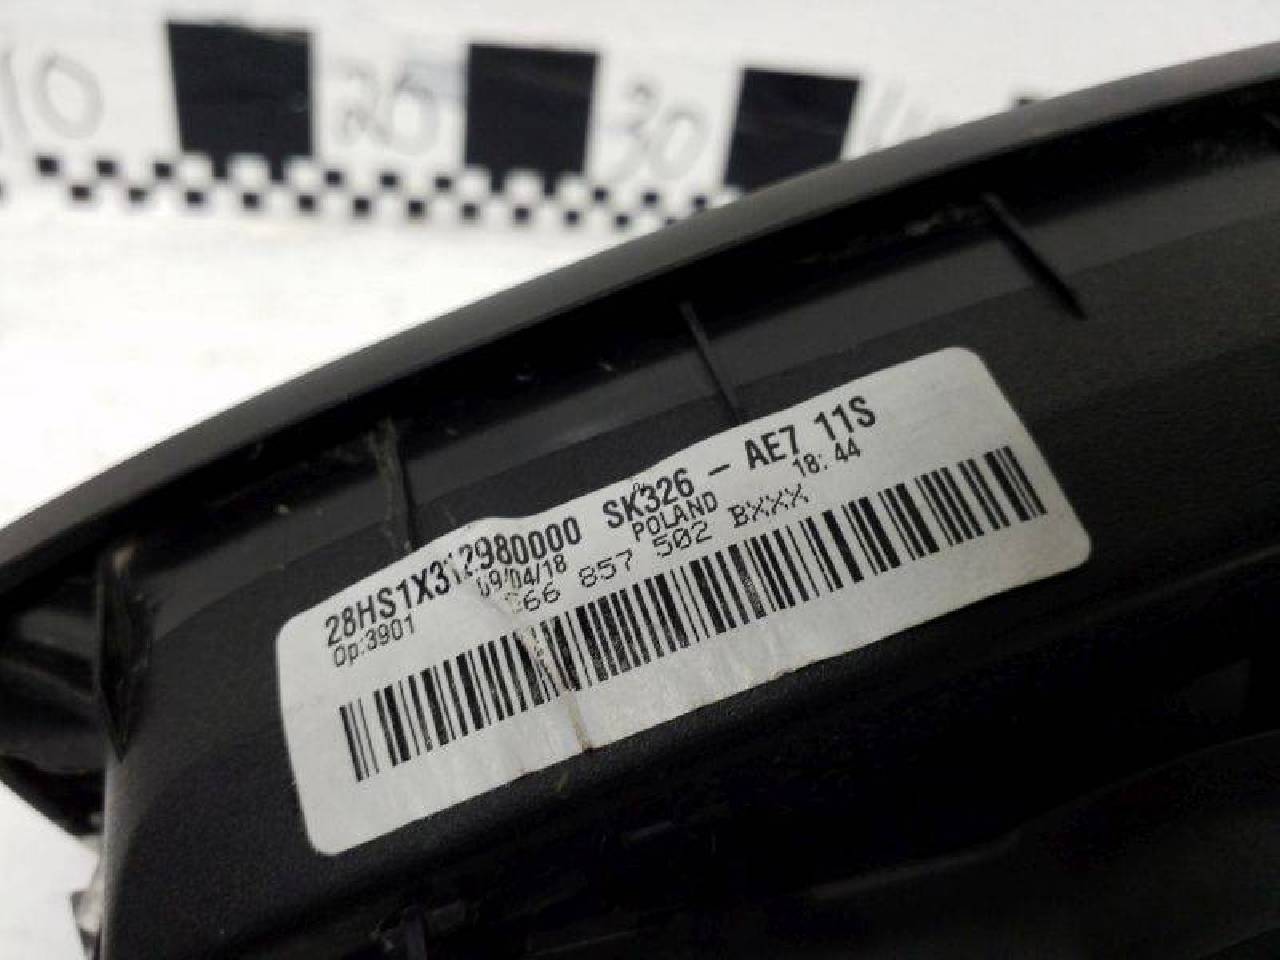 10 20 30
28HS1X312980000 SK326 - AE7 11S
Op:3901 09/04/18 POLAND 18:44
66 857 502 BXXX